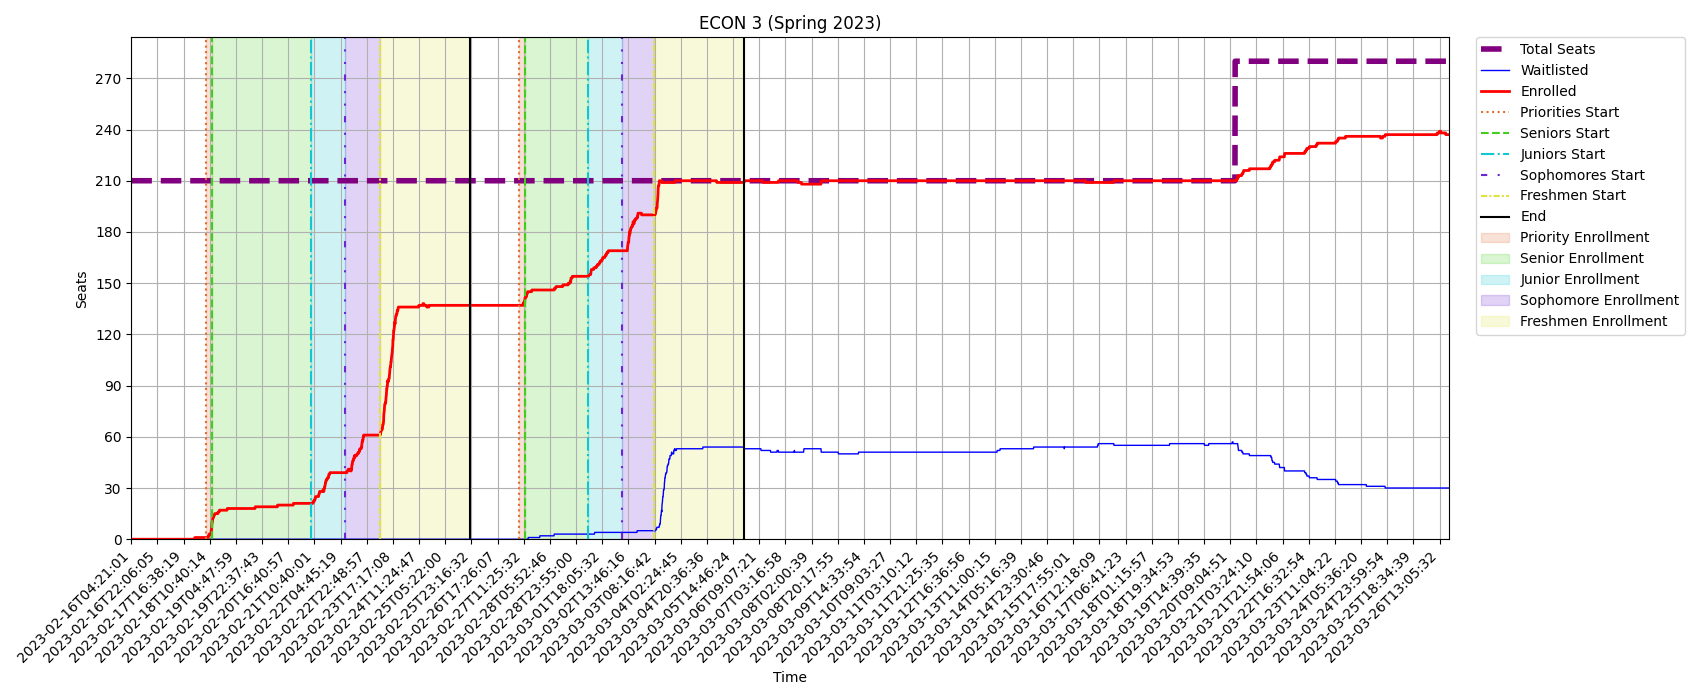 ECON 3 (Spring 2023)
Seats
270
240
210
180
150
120
90
60
30
0
2023-02-16T04:21:01
2023-02-16T22:06:05
2023-02-17T16:38:19
2023-02-18T10:40:14
2023-02-19T04:47:59
2023-02-19T22:37:43
2023-02-20T16:40:57
2023-02-21T10:40:01
2023-02-22T04:45:19
2023-02-22T22:48:57
2023-02-23T17:17:08
2023-02-24T11:24:47
2023-02-25T05:22:00
2023-02-25T23:16:32
2023-02-26T17:26:07
2023-02-27T11:25:32
2023-02-28T05:52:46
2023-02-28T23:55:00
2023-03-01T18:05:32
2023-03-02T13:46:16
2023-03-03T08:16:42
2023-03-04T02:24:45
2023-03-04T20:36:36
2023-03-05T14:46:24
2023-03-06T09:07:21
2023-03-07T03:16:58
2023-03-08T02:00:39
2023-03-08T20:17:55
2023-03-09T14:33:54
2023-03-10T09:03:27
2023-03-11T03:10:12
2023-03-11T21:25:35
2023-03-12T16:36:56
2023-03-13T11:00:15
2023-03-14T05:16:39
2023-03-14T23:30:46
2023-03-15T17:55:01
2023-03-16T12:18:09
2023-03-17T06:41:23
2023-03-18T01:15:57
2023-03-18T19:34:53
2023-03-19T14:39:35
2023-03-20T09:04:51
2023-03-21T03:24:10
2023-03-21T21:54:06
2023-03-22T16:32:54
2023-03-23T11:04:22
2023-03-24T05:36:20
2023-03-24T23:59:54
2023-03-25T18:34:39
2023-03-26T13:05:32
Time
Total Seats
Waitlisted
Enrolled
Priorities Start
Seniors Start
Juniors Start
Sophomores Start
Freshmen Start
End
Priority Enrollment
Senior Enrollment
Junior Enrollment
Sophomore Enrollment
Freshmen Enrollment